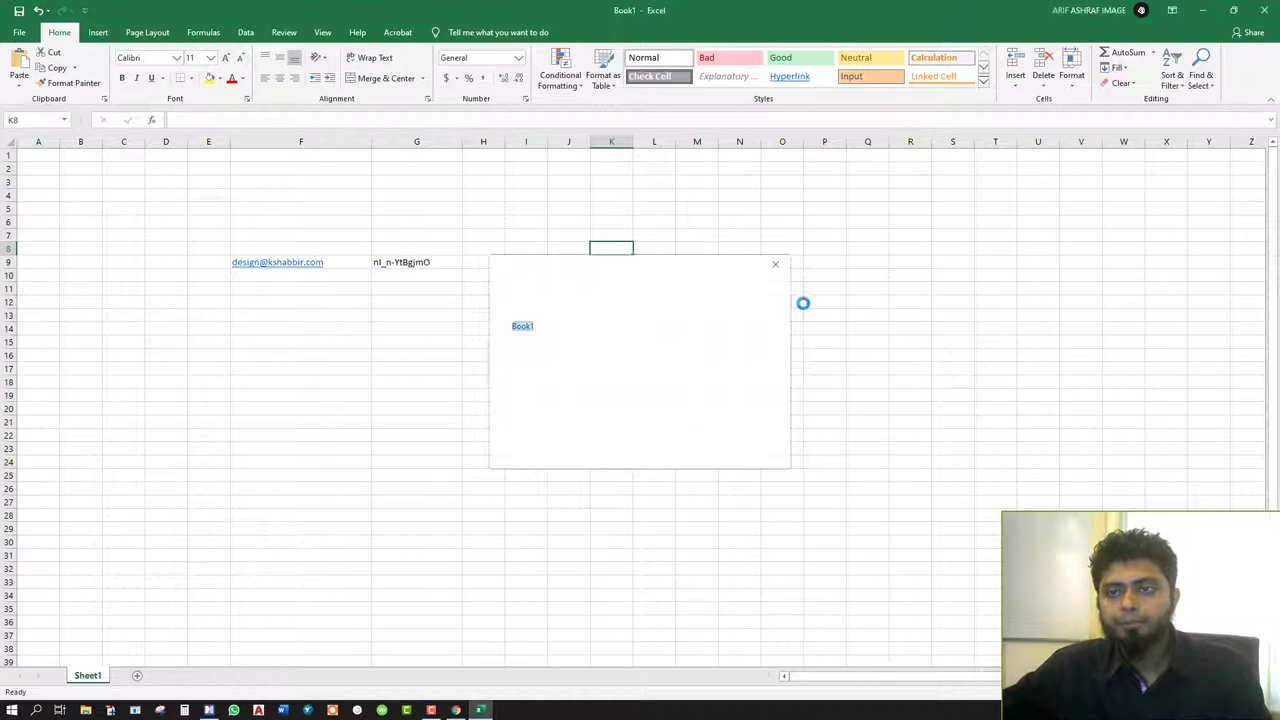 Book1 - Excel
ARIF ASHRAF IMAGE
File Home Insert Page Layout Formulas Data Review View Help Acrobat Tell me what you want to do Share
Paste Cut Copy Format Painter
Calibri 11
Wrap Text
Merge & Center
General
Conditional Formatting
Format as Table
Normal Bad Good Neutral Calculation
Check Cell Explanatory ... Hyperlink Input Linked Cell
Insert Delete Format
AutoSum
Fill
Clear
Sort & Filter
Find & Select
Clipboard Font Alignment Number Styles Cells Editing
K8 fx
A B C D E F G H I J K L M N O P Q R S T U V W X Y Z
1
2
3
4
5
6
7
8
9 design@kshabbir.com nI_n-YtBgjmO
10
11
12
13
Book1
14
15
16
17
18
19
20
21
22
23
24
25
26
27
28
29
30
31
32
33
34
35
36
37
38
39
Sheet1
Ready